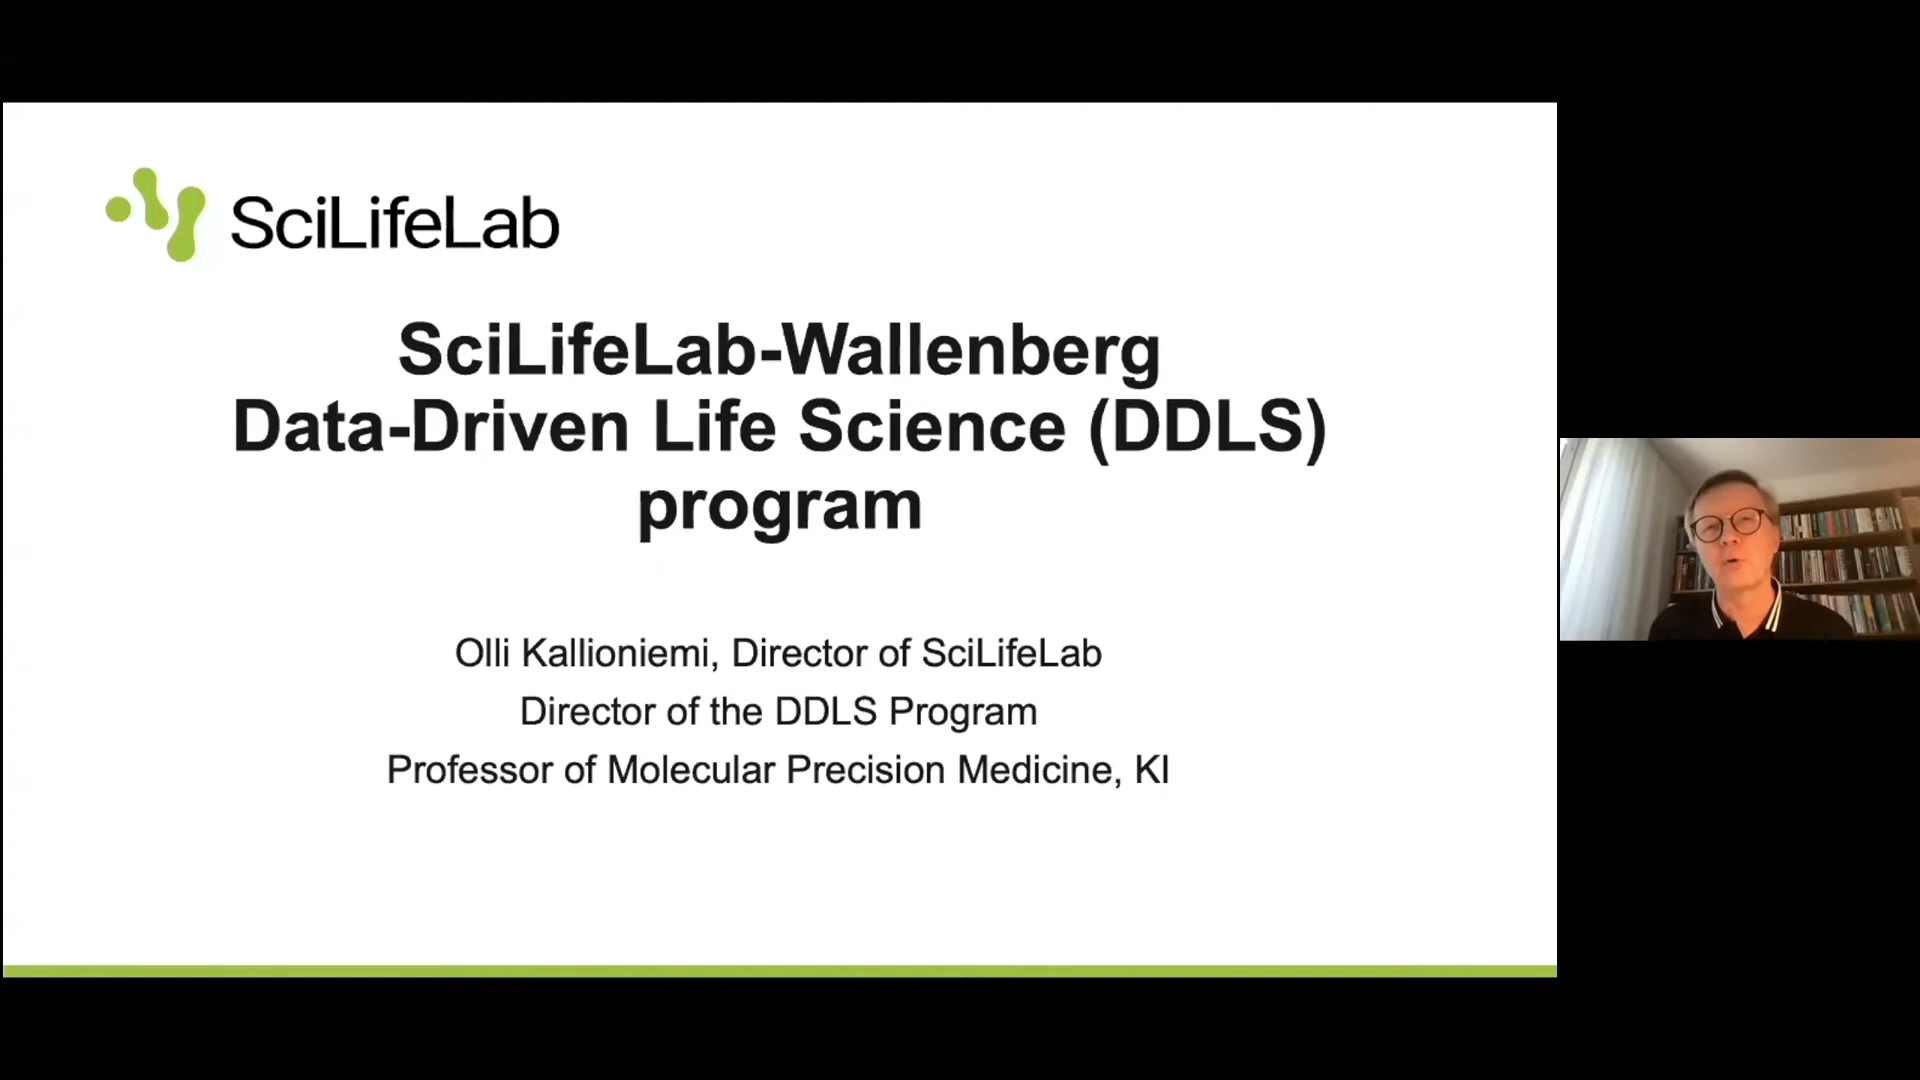 SciLifeLab
SciLifeLab-Wallenberg
Data-Driven Life Science (DDLS)
program
Olli Kallioniemi, Director of SciLifeLab
Director of the DDLS Program
Professor of Molecular Precision Medicine, KI